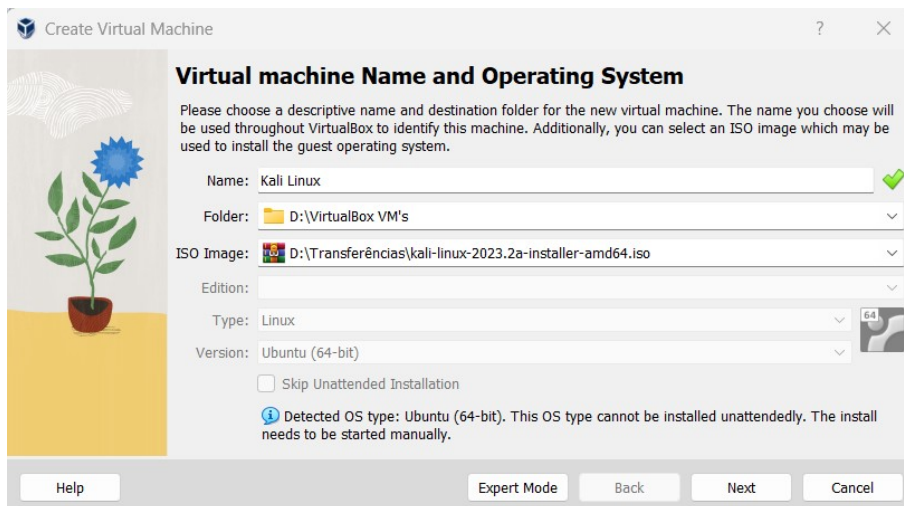 Create Virtual Machine
?
Virtual machine Name and Operating System
Please choose a descriptive name and destination folder for the new virtual machine. The name you choose will
be used throughout VirtualBox to identify this machine. Additionally, you can select an ISO image which may be
used to install the guest operating system.
Name: Kali Linux
Folder: D:\VirtualBox VM's
ISO Image: D:\Transferências\kali-linux-2023.2a-installer-amd64.iso
Edition:
Type: Linux
64
Version: Ubuntu (64-bit)
Skip Unattended Installation
Detected OS type: Ubuntu (64-bit). This OS type cannot be installed unattendedly. The install
needs to be started manually.
Help Expert Mode Back Next Cancel